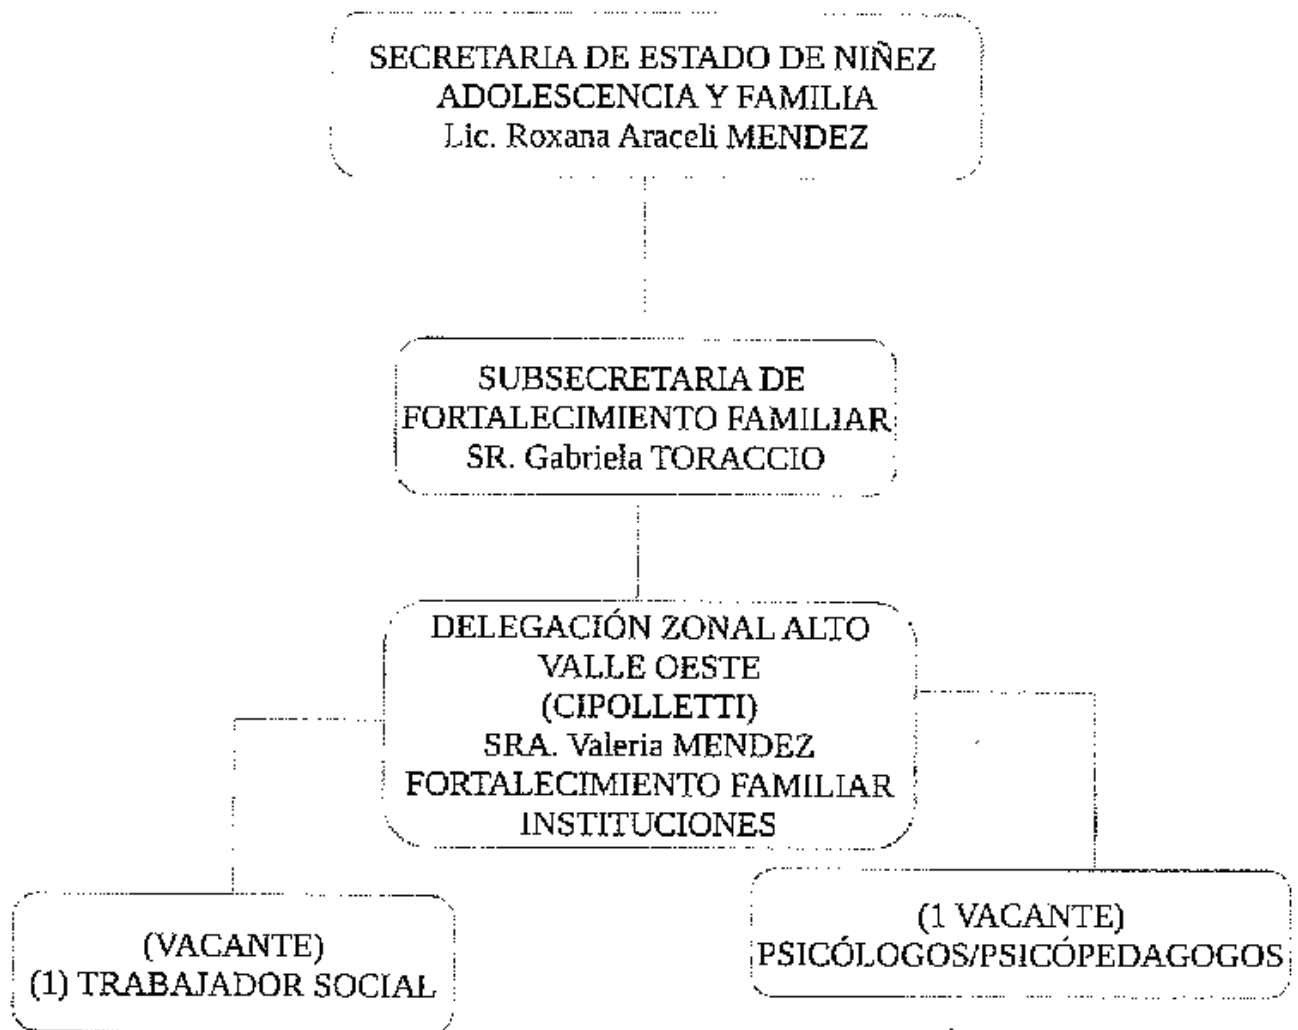 SECRETARIA DE ESTADO DE NIÑEZ
ADOLESCENCIA Y FAMILIA
Lic. Roxana Araceli MENDEZ
SUBSECRETARIA DE
FORTALECIMIENTO FAMILIAR
SR. Gabriela TORACCIO
DELEGACIÓN ZONAL ALTO
VALLE OESTE
(CIPOLLETTI)
SRA. Valeria MENDEZ
FORTALECIMIENTO FAMILIAR
INSTITUCIONES
(VACANTE)
(1) TRABAJADOR SOCIAL
(1 VACANTE)
PSICÓLOGOS/PSICÓPEDAGOGOS